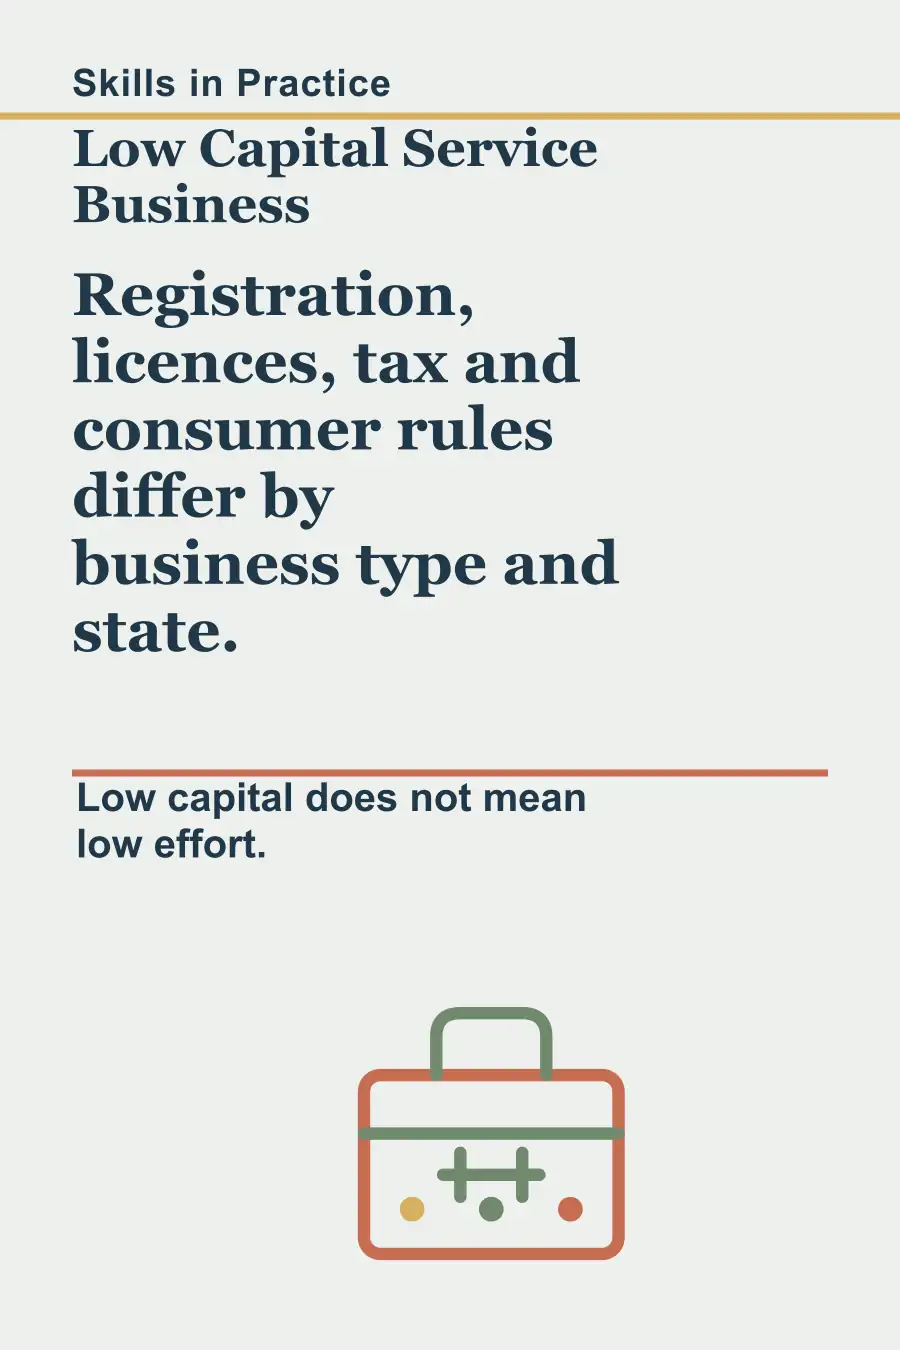 Skills in Practice
Low Capital Service
Business
Registration,
licences, tax and
consumer rules
differ by
business type and
state.
Low capital does not mean
low effort.